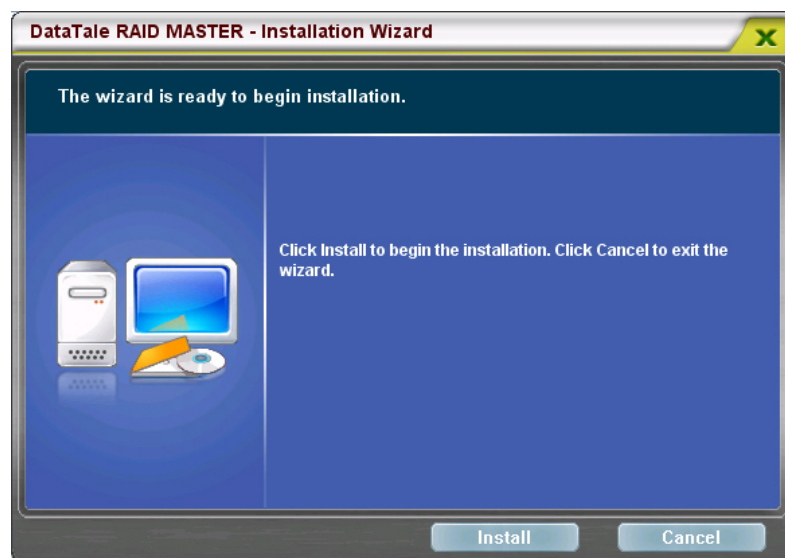 DataTale RAID MASTER - Installation Wizard
X
The wizard is ready to begin installation.
Click Install to begin the installation. Click Cancel to exit the
wizard.
Install
Cancel